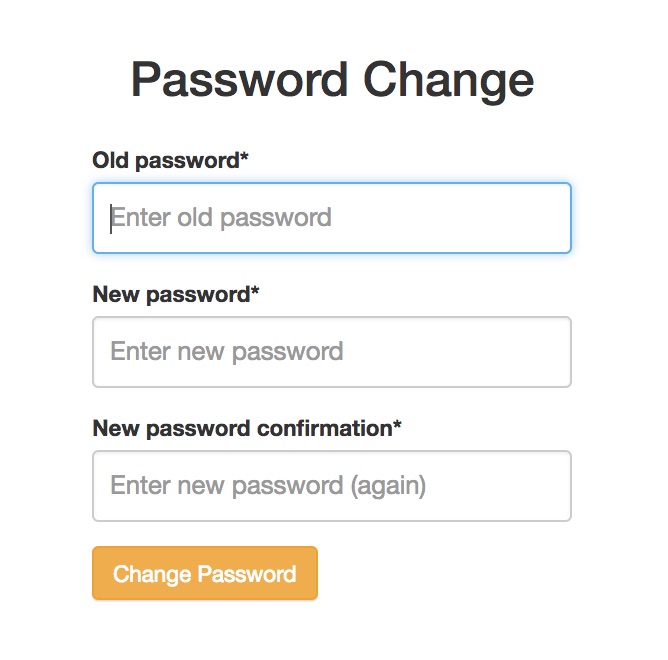 Password Change
Old password*
Enter old password
New password*
Enter new password
New password confirmation*
Enter new password (again)
Change Password